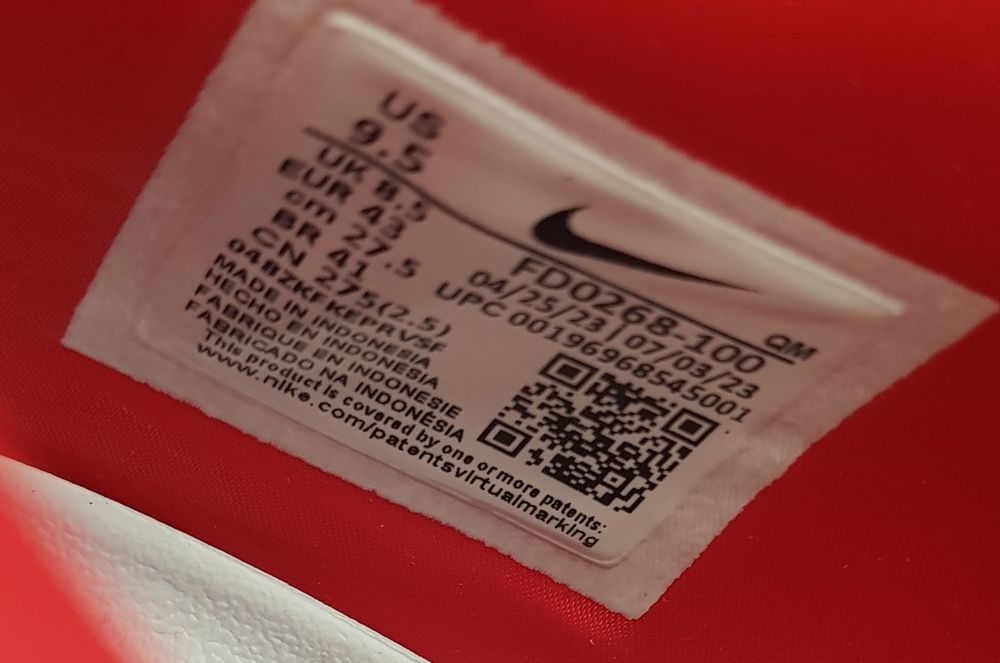 US
9.5
UK 8.5
EUR 43
cm 27.5
BR 41
CN 275(2.5)
048ZKFKEPRVSF
MADE IN INDONESIA
HECHO EN INDONESIA
FABRIQUE EN INDONESIE
FABRICADO NA INDONÉSIA
This product is covered by one or more patents:
www.nike.com/patentsvirtualmarking
FD0268-100 QM
04/25/23 | 07/03/23
UPC 00196968545001